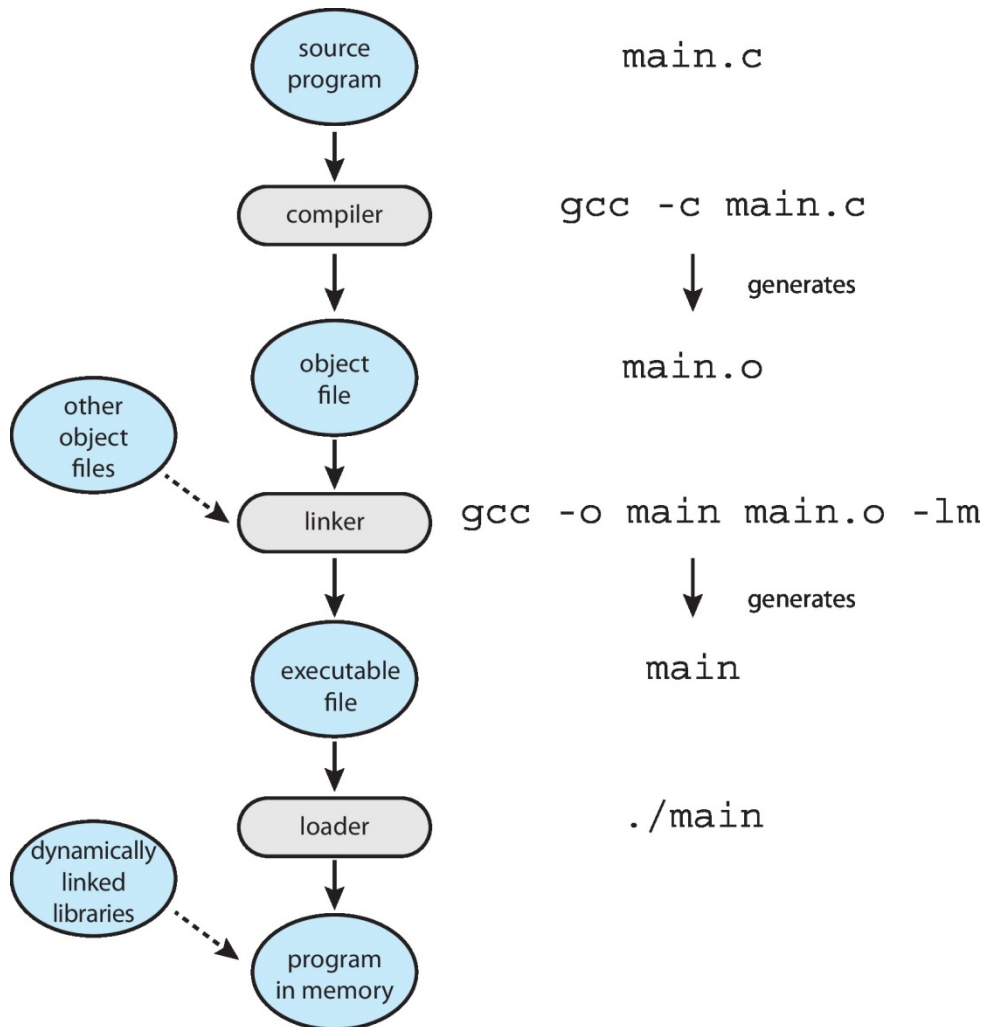 source
program
main.c
compiler
gcc -c main.c
generates
object
file
main.o
other
object
files
linker
gcc -o main main.o -lm
generates
executable
file
main
loader
./main
dynamically
linked
libraries
program
in memory